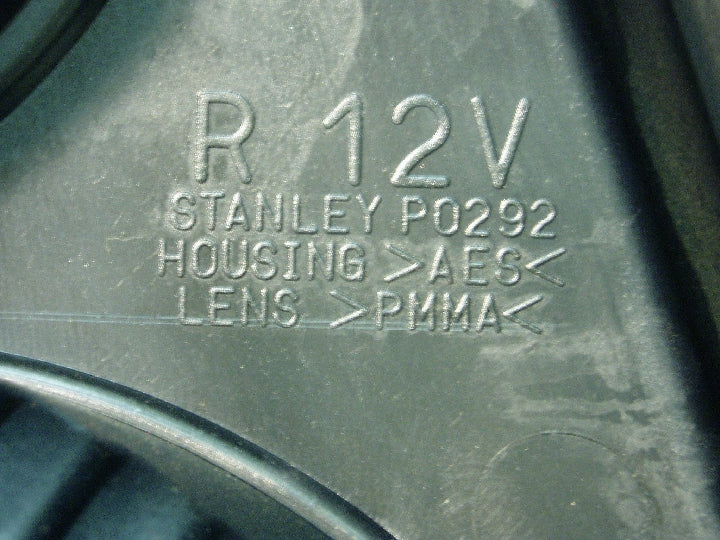 R 12V
STANLEY P0292
HOUSING >AES<
LENS >PMMA<